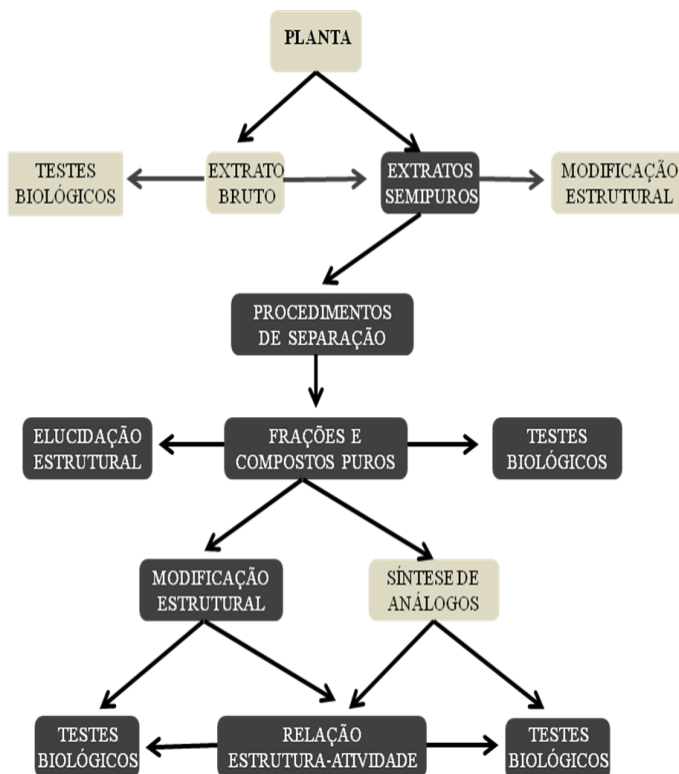 PLANTA
TESTES
BIOLÓGICOS
EXTRATO
BRUTO
EXTRATOS
SEMIPUROS
MODIFICAÇÃO
ESTRUTURAL
PROCEDIMENTOS
DE SEPARAÇÃO
ELUCIDAÇÃO
ESTRUTURAL
FRAÇÕES E
COMPOSTOS PUROS
TESTES
BIOLÓGICOS
MODIFICAÇÃO
ESTRUTURAL
SÍNTESE DE
ANÁLOGOS
TESTES
BIOLÓGICOS
RELAÇÃO
ESTRUTURA-ATIVIDADE
TESTES
BIOLÓGICOS